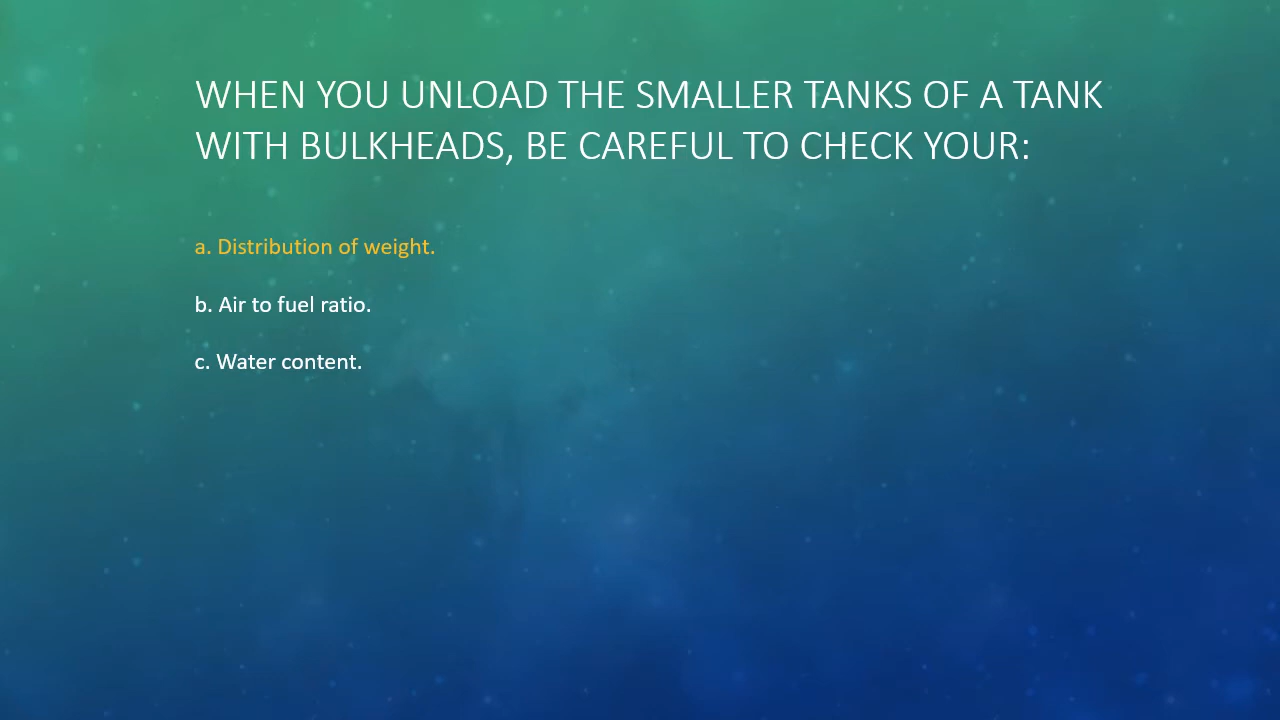 WHEN YOU UNLOAD THE SMALLER TANKS OF A TANK
WITH BULKHEADS, BE CAREFUL TO CHECK YOUR:
a. Distribution of weight.
b. Air to fuel ratio.
c. Water content.